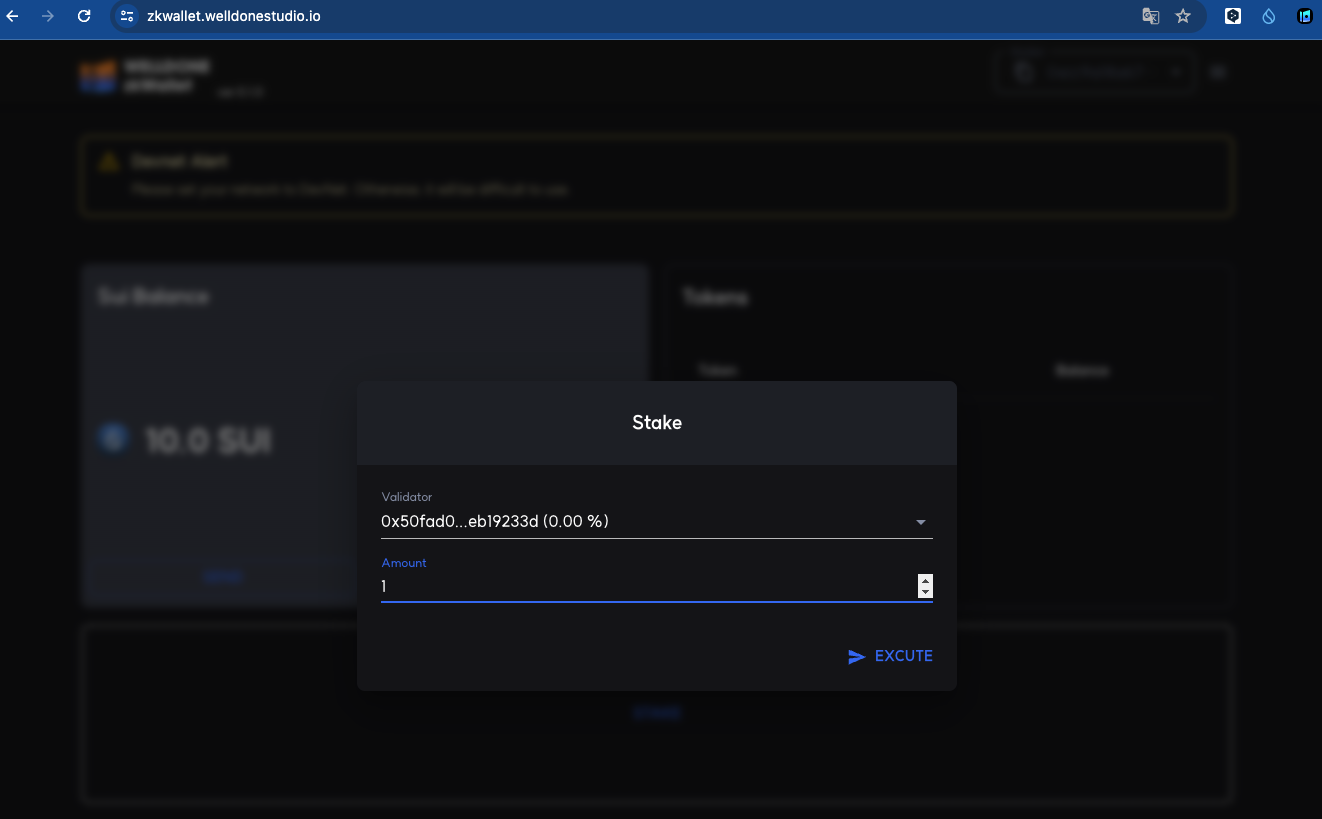 zkwallet.welldonestudio.io
WELLDONE
zkWallet
Devnet Alert
Please set your network to DevNet. Otherwise, it will be difficult to use.
Sui Balance
Tokens
Token Balance
10.0 SUI
Stake
Validator
0x50fad0...eb19233d (0.00 %)
Amount
1
EXCUTE
STAKE